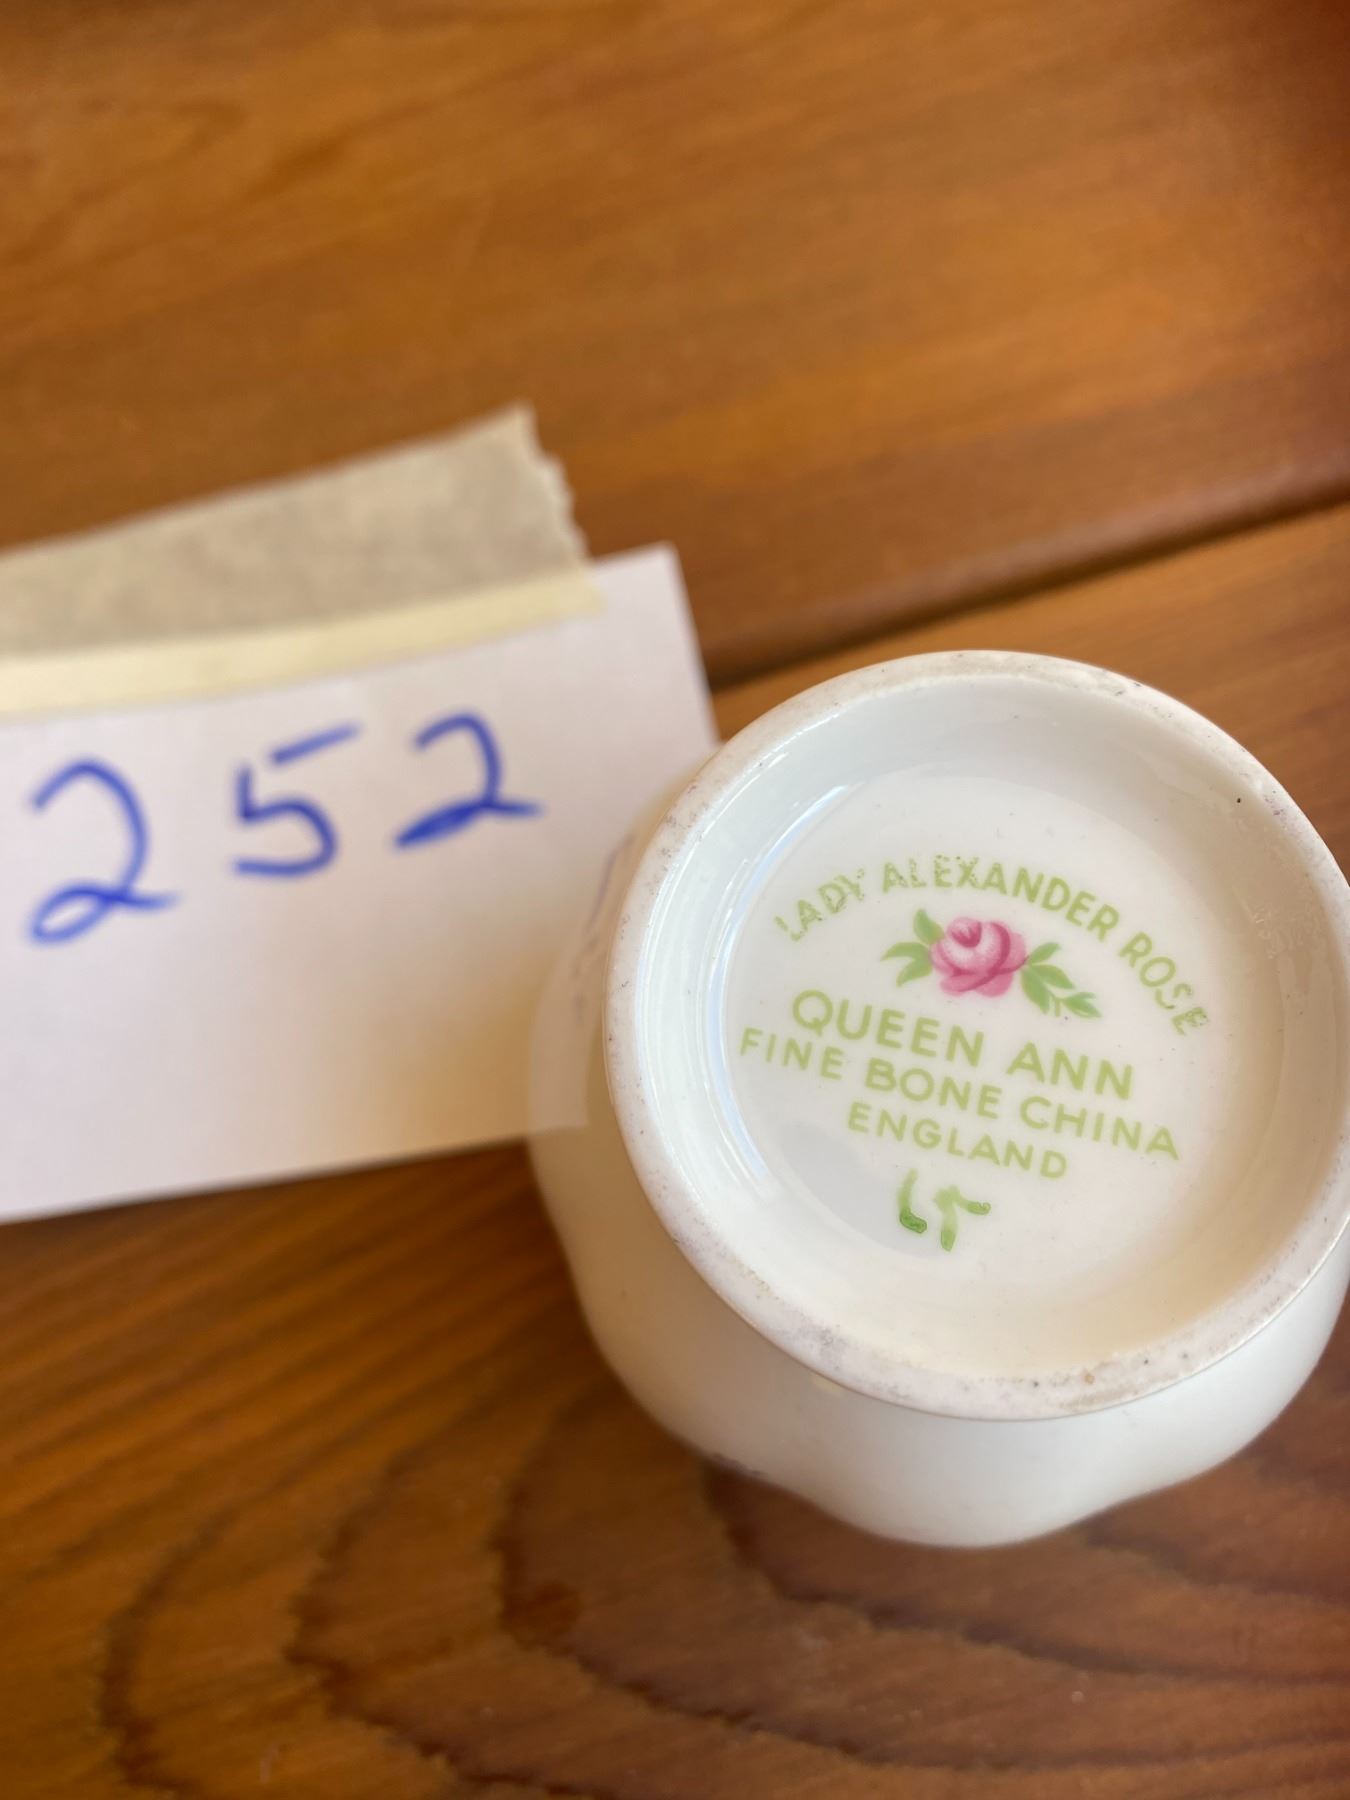 252
LADY ALEXANDER ROSE
QUEEN ANN
FINE BONE CHINA
ENGLAND